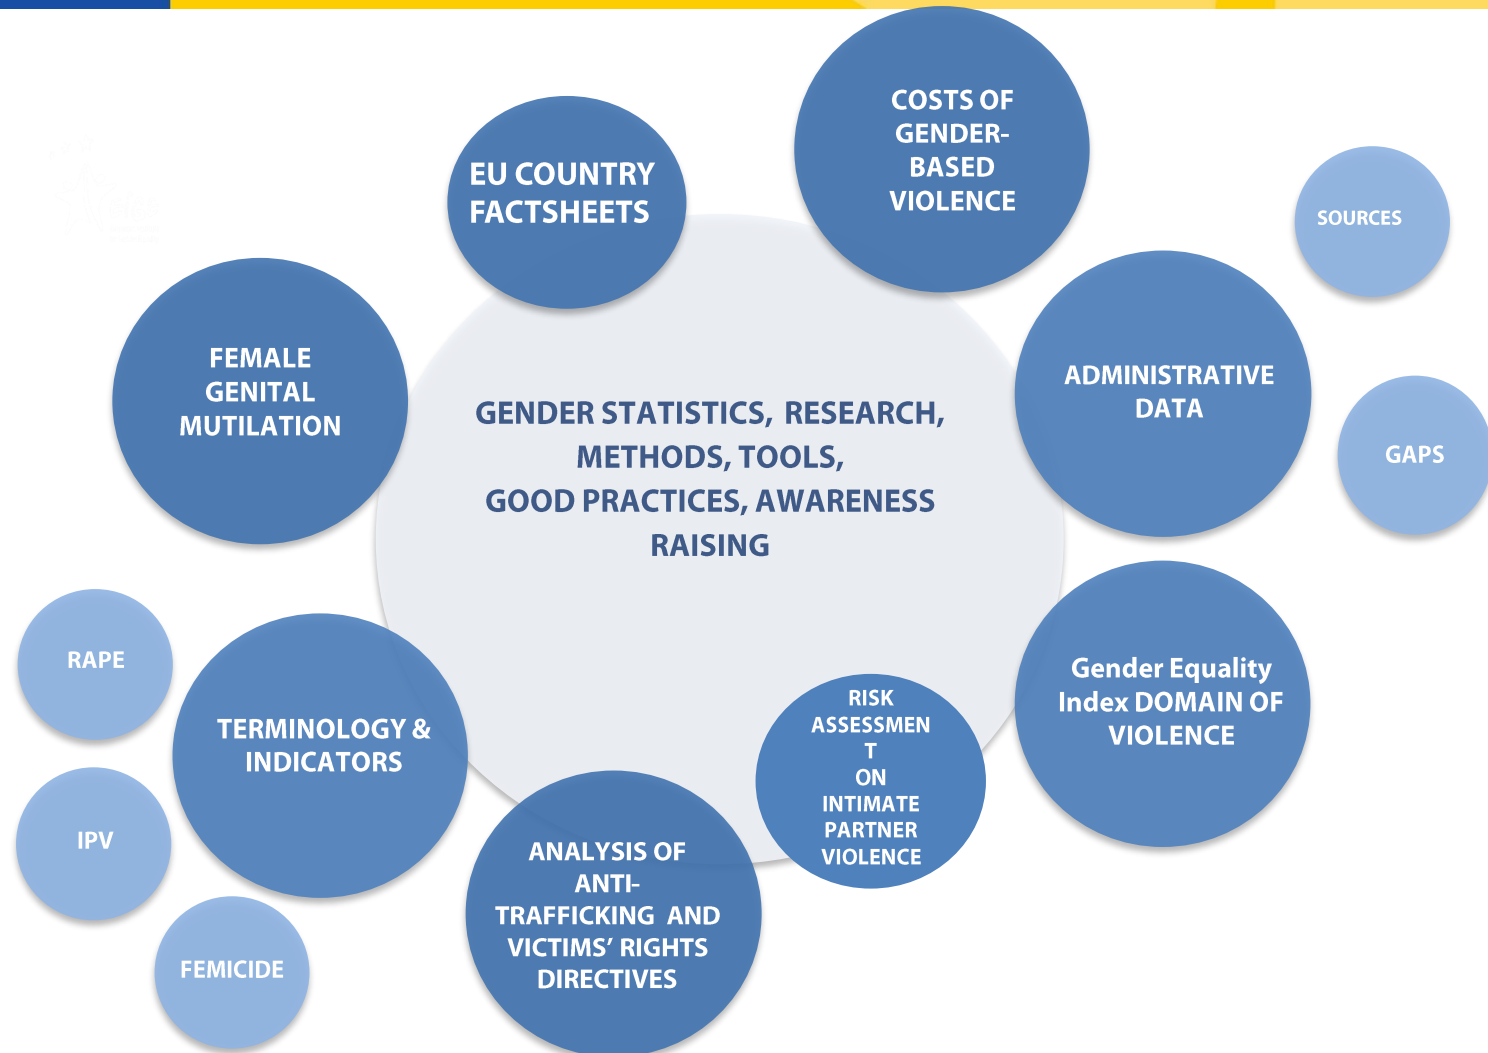 COSTS OF
GENDER-
BASED
VIOLENCE
EU COUNTRY
FACTSHEETS
SOURCES
FEMALE
GENITAL
MUTILATION
ADMINISTRATIVE
DATA
GENDER STATISTICS, RESEARCH,
METHODS, TOOLS,
GOOD PRACTICES, AWARENESS
RAISING
GAPS
RAPE
TERMINOLOGY &
INDICATORS
RISK
ASSESSMEN
T
ON
INTIMATE
PARTNER
VIOLENCE
Gender Equality
Index DOMAIN OF
VIOLENCE
IPV
ANALYSIS OF
ANTI-
TRAFFICKING AND
VICTIMS’ RIGHTS
DIRECTIVES
FEMICIDE